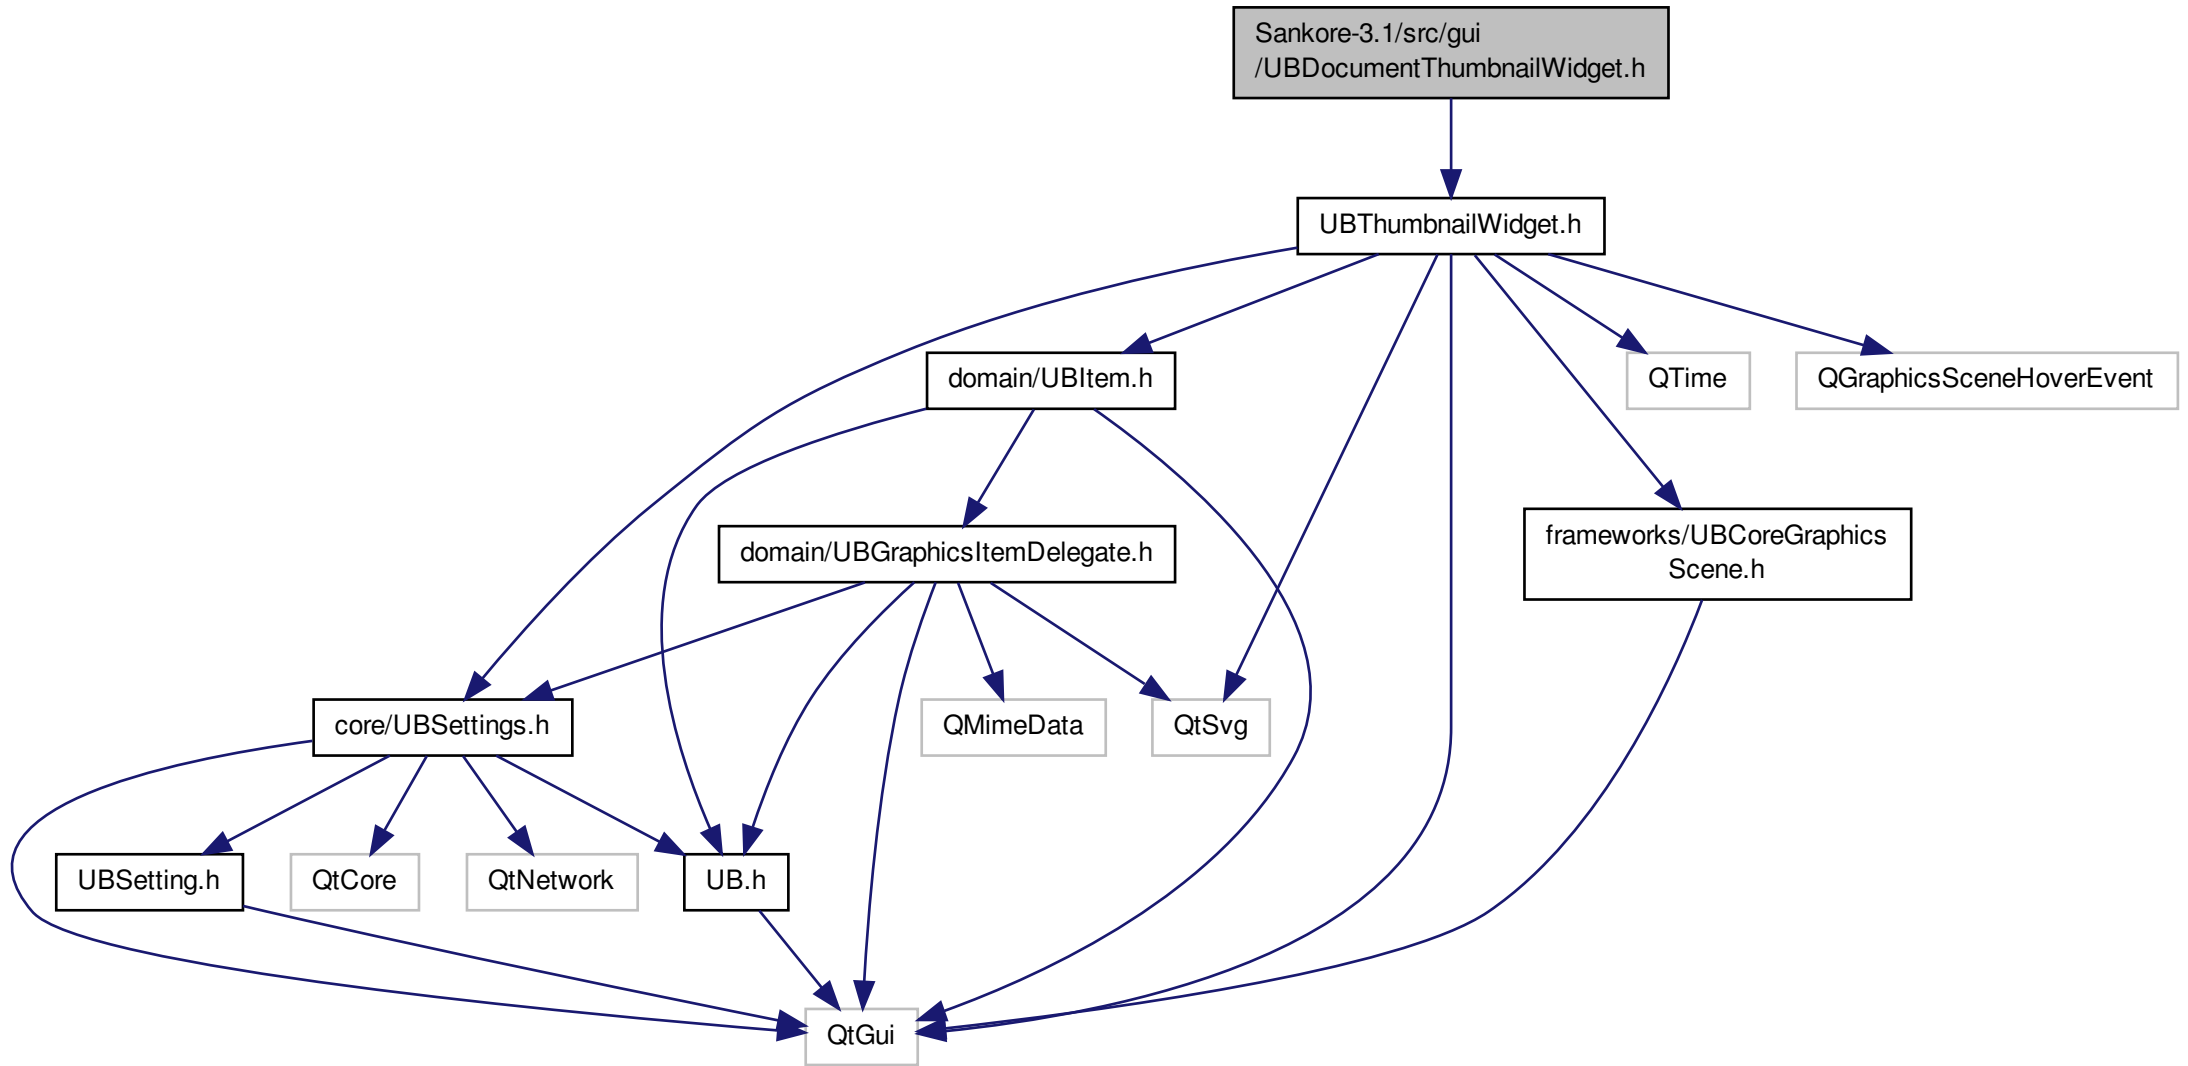 Sankore-3.1/src/gui
/UBDocumentThumbnailWidget.h
UBThumbnailWidget.h
domain/UBItem.h
QTime
QGraphicsSceneHoverEvent
domain/UBGraphicsItemDelegate.h
frameworks/UBCoreGraphics
Scene.h
core/UBSettings.h
QMimeData
QtSvg
UBSetting.h
QtCore
QtNetwork
UB.h
QtGui